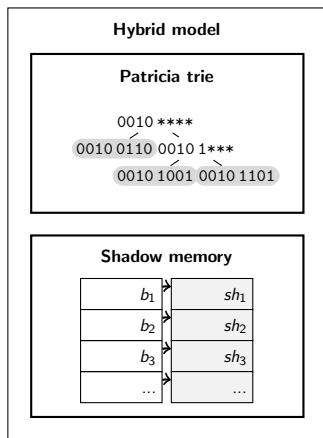 Hybrid model
Patricia trie
0010 ****
0010 0110 0010 1***
0010 1001 0010 1101
Shadow memory
b1 sh1
b2 sh2
b3 sh3
... ...